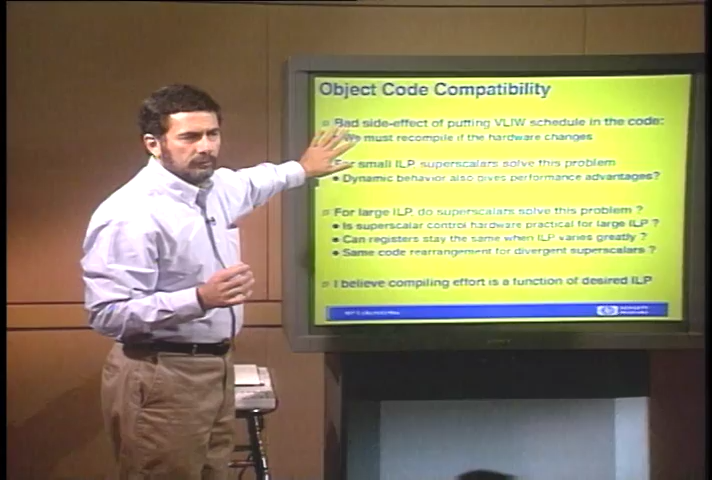 Object Code Compatibility
Bad side-effect of putting VLIW schedule in the code:
We must recompile if the hardware changes
For small ILP, superscalars solve this problem
Dynamic behavior also gives performance advantages?
For large ILP, do superscalars solve this problem ?
Is superscalar control hardware practical for large ILP ?
Can registers stay the same when ILP varies greatly ?
Same code rearrangement for divergent superscalars ?
I believe compiling effort is a function of desired ILP
hp HEWLETT
PACKARD